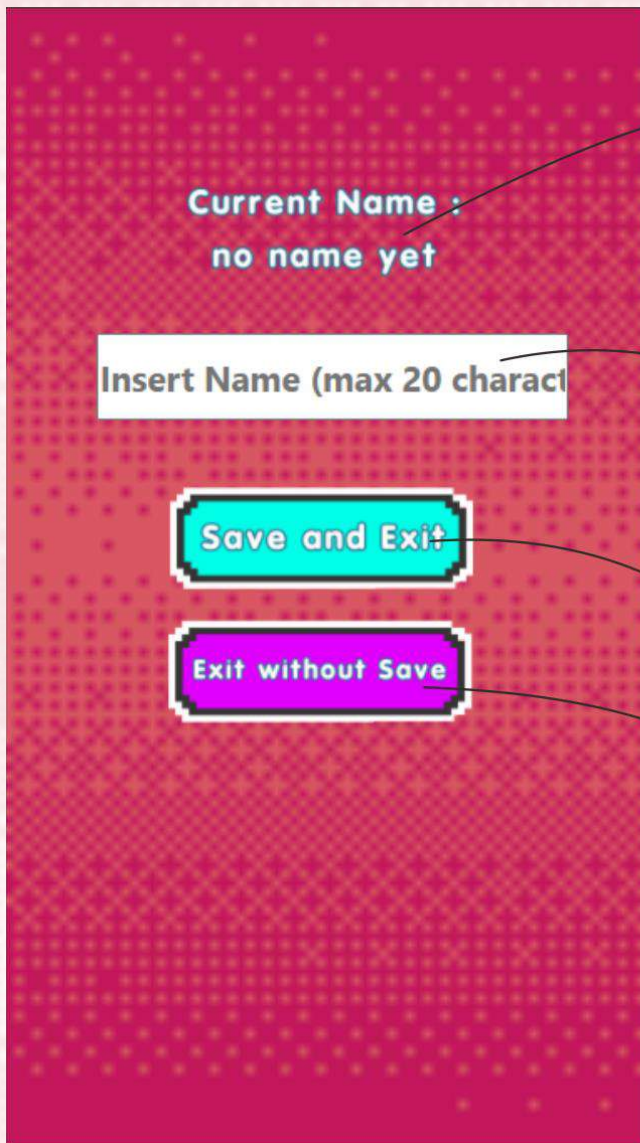 Current Name :
no name yet
Insert Name (max 20 charact
Save and Exit
Exit without Save